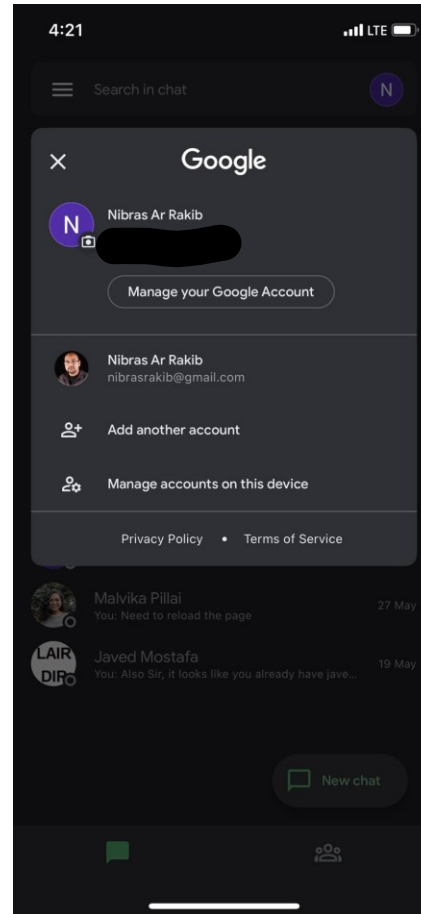 4:21
LTE
Search in chat
N
Google
N
Nibras Ar Rakib
Manage your Google Account
Nibras Ar Rakib
nibrasrakib@gmail.com
Add another account
Manage accounts on this device
Privacy Policy • Terms of Service
Malvika Pillai
27 May
You: Need to reload the page
LAIR
DIR
Javed Mostafa
19 May
You: Also Sir, it looks like you already have jave...
New chat